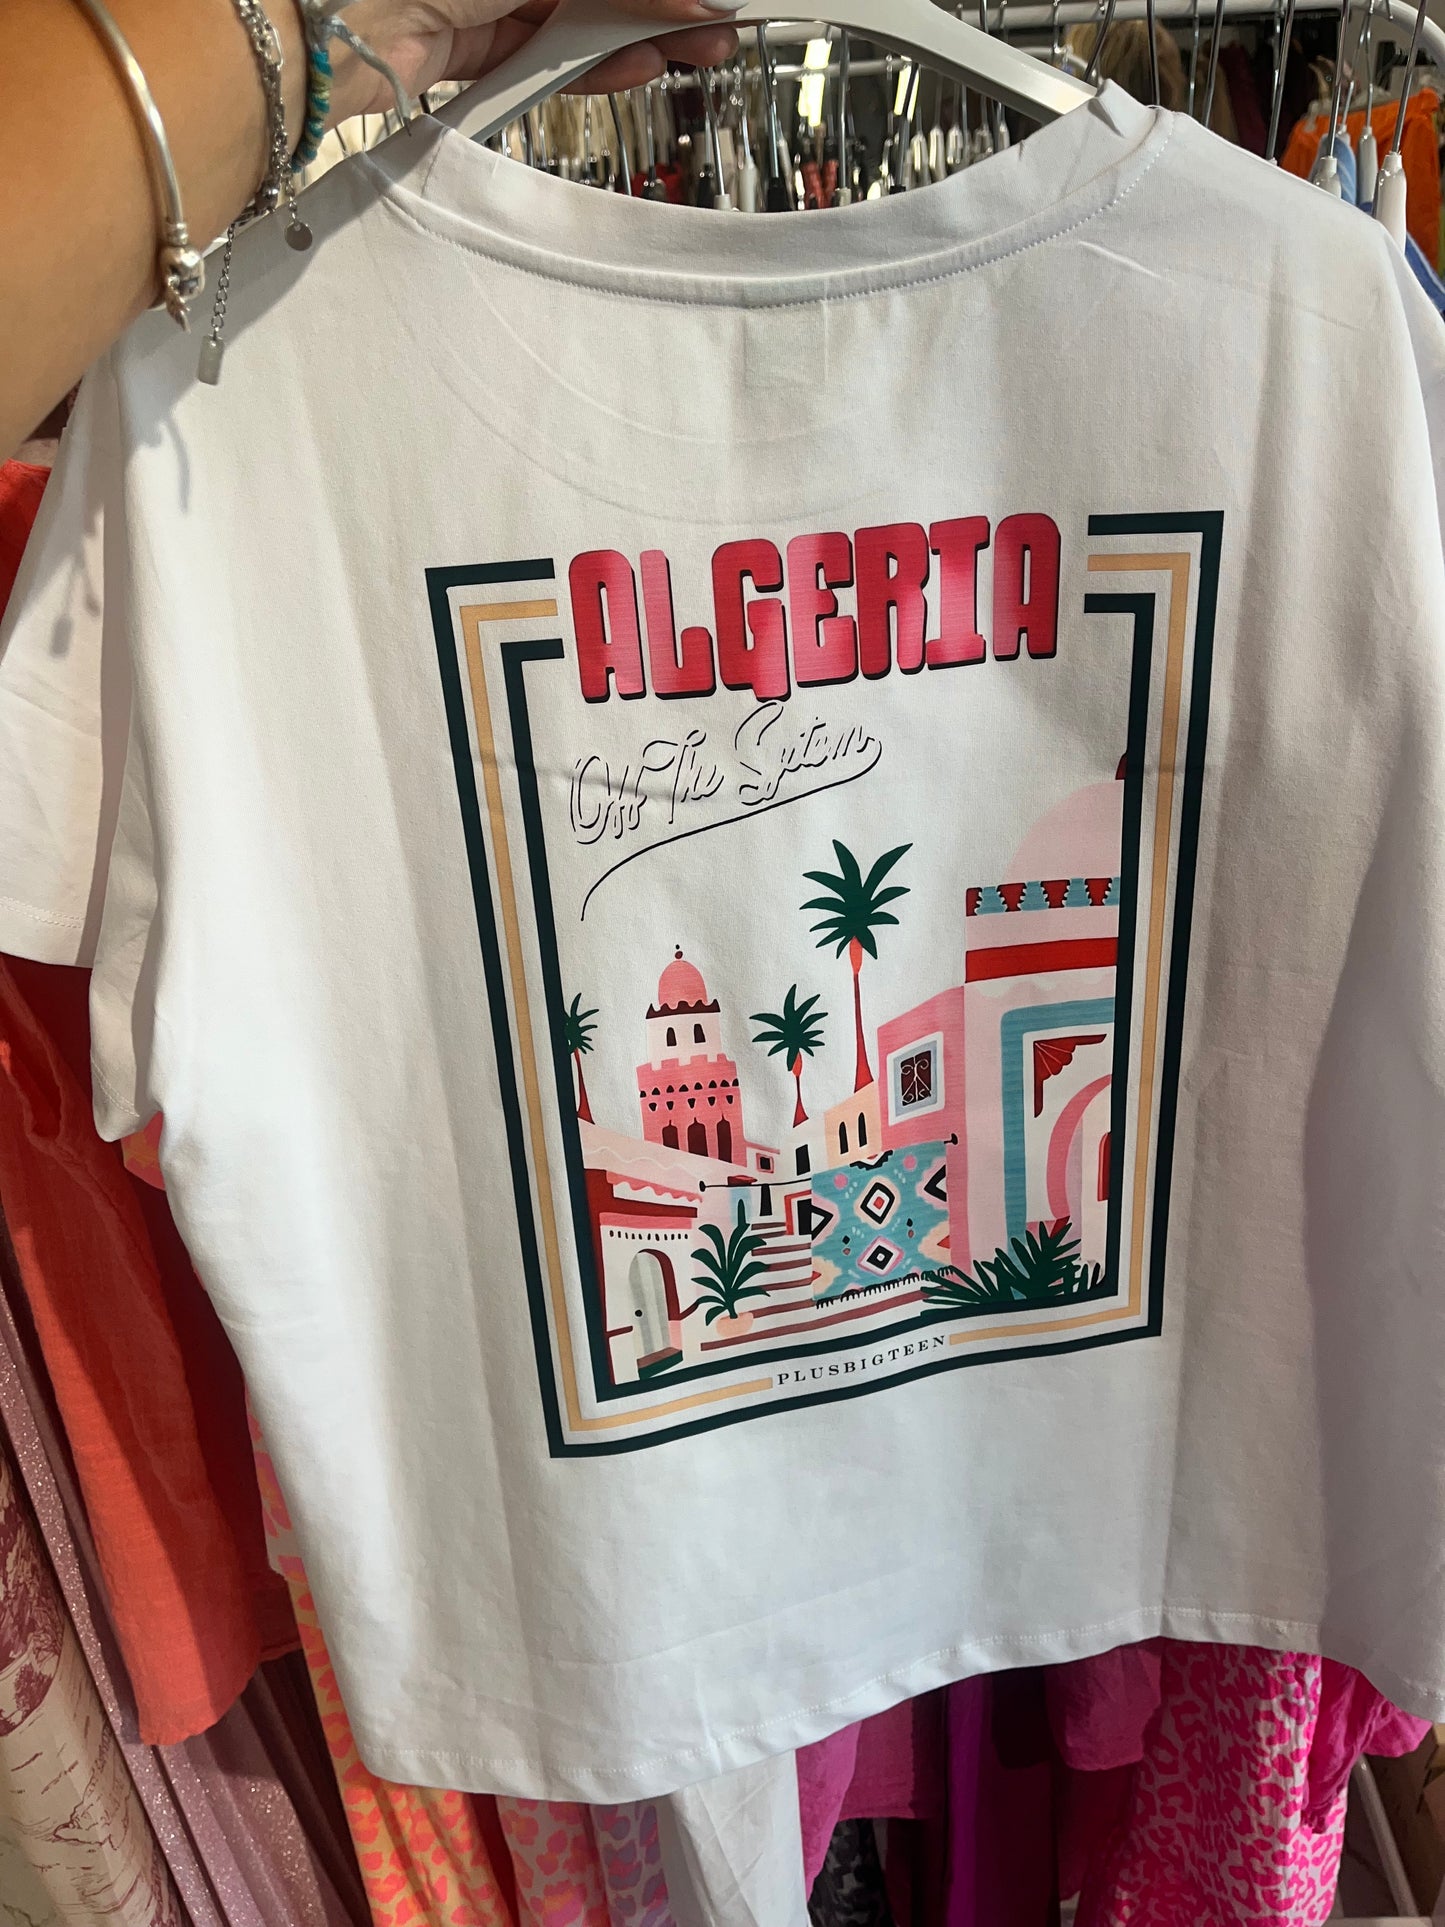 ALGERIA
Off The System
PLUSBIGTEEN